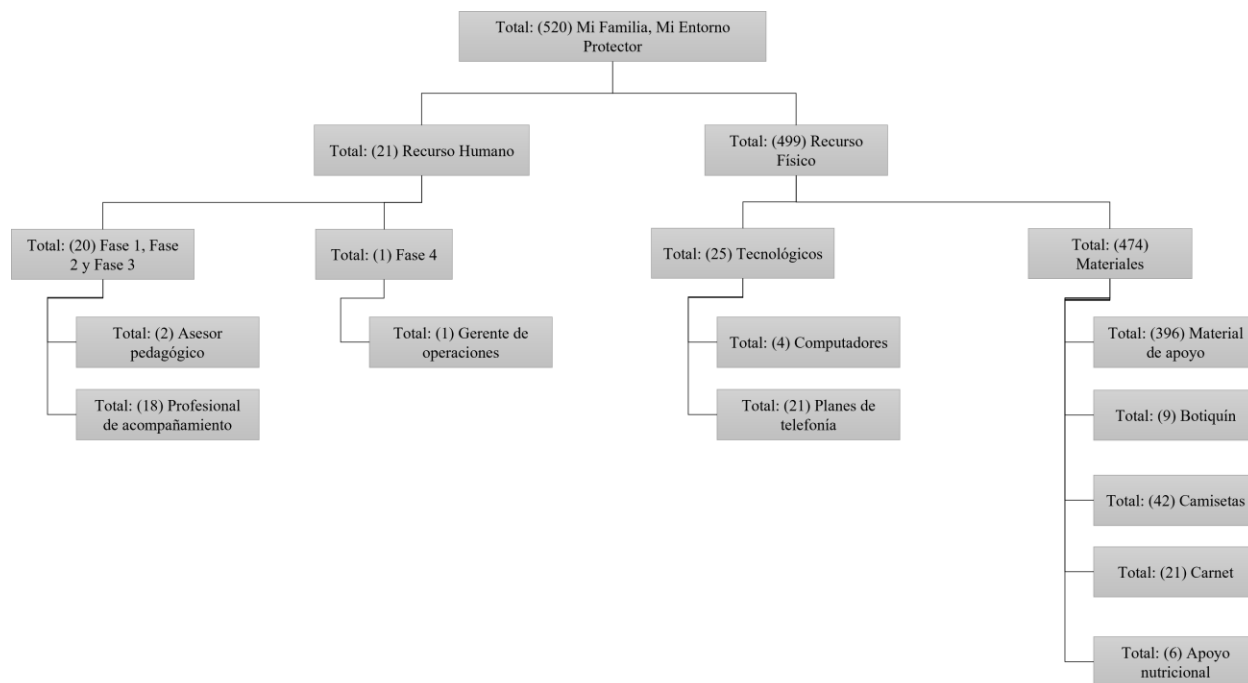 Total: (520) Mi Familia, Mi Entorno
Protector
Total: (21) Recurso Humano
Total: (499) Recurso
Físico
Total: (20) Fase 1, Fase
2 y Fase 3
Total: (1) Fase 4
Total: (25) Tecnológicos
Total: (474)
Materiales
Total: (2) Asesor
pedagógico
Total: (1) Gerente de
operaciones
Total: (4) Computadores
Total: (396) Material
de apoyo
Total: (18) Profesional
de acompañamiento
Total: (21) Planes de
telefonía
Total: (9) Botiquín
Total: (42) Camisetas
Total: (21) Carnet
Total: (6) Apoyo
nutricional